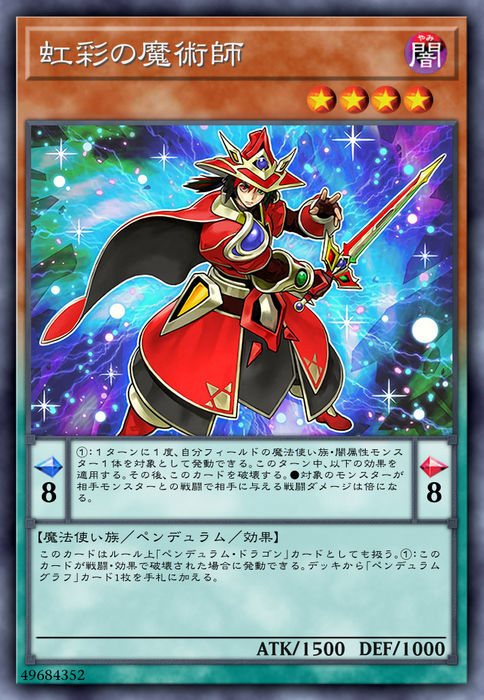 虹彩の魔術師
やみ
闇
①：１ターンに１度、自分フィールドの魔法使い族・闇属性モンス
ター１体を対象として発動できる。このターン中、以下の効果を
適用する。その後、このカードを破壊する。●対象のモンスターが
相手モンスターとの戦闘で相手に与える戦闘ダメージは倍にな
る。
8
8
【魔法使い族／ペンデュラム／効果】
このカードはルール上「ペンデュラム・ドラゴン」カードとしても扱う。①：この
カードが戦闘・効果で破壊された場合に発動できる。デッキから「ペンデュラム
グラフ」カード1枚を手札に加える。
ATK/1500 DEF/1000
49684352